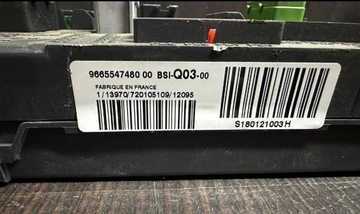 9665547480 00 BSI-Q03-00
FABRIQUE EN FRANCE
1/13970/720105109/12095
S180121003H